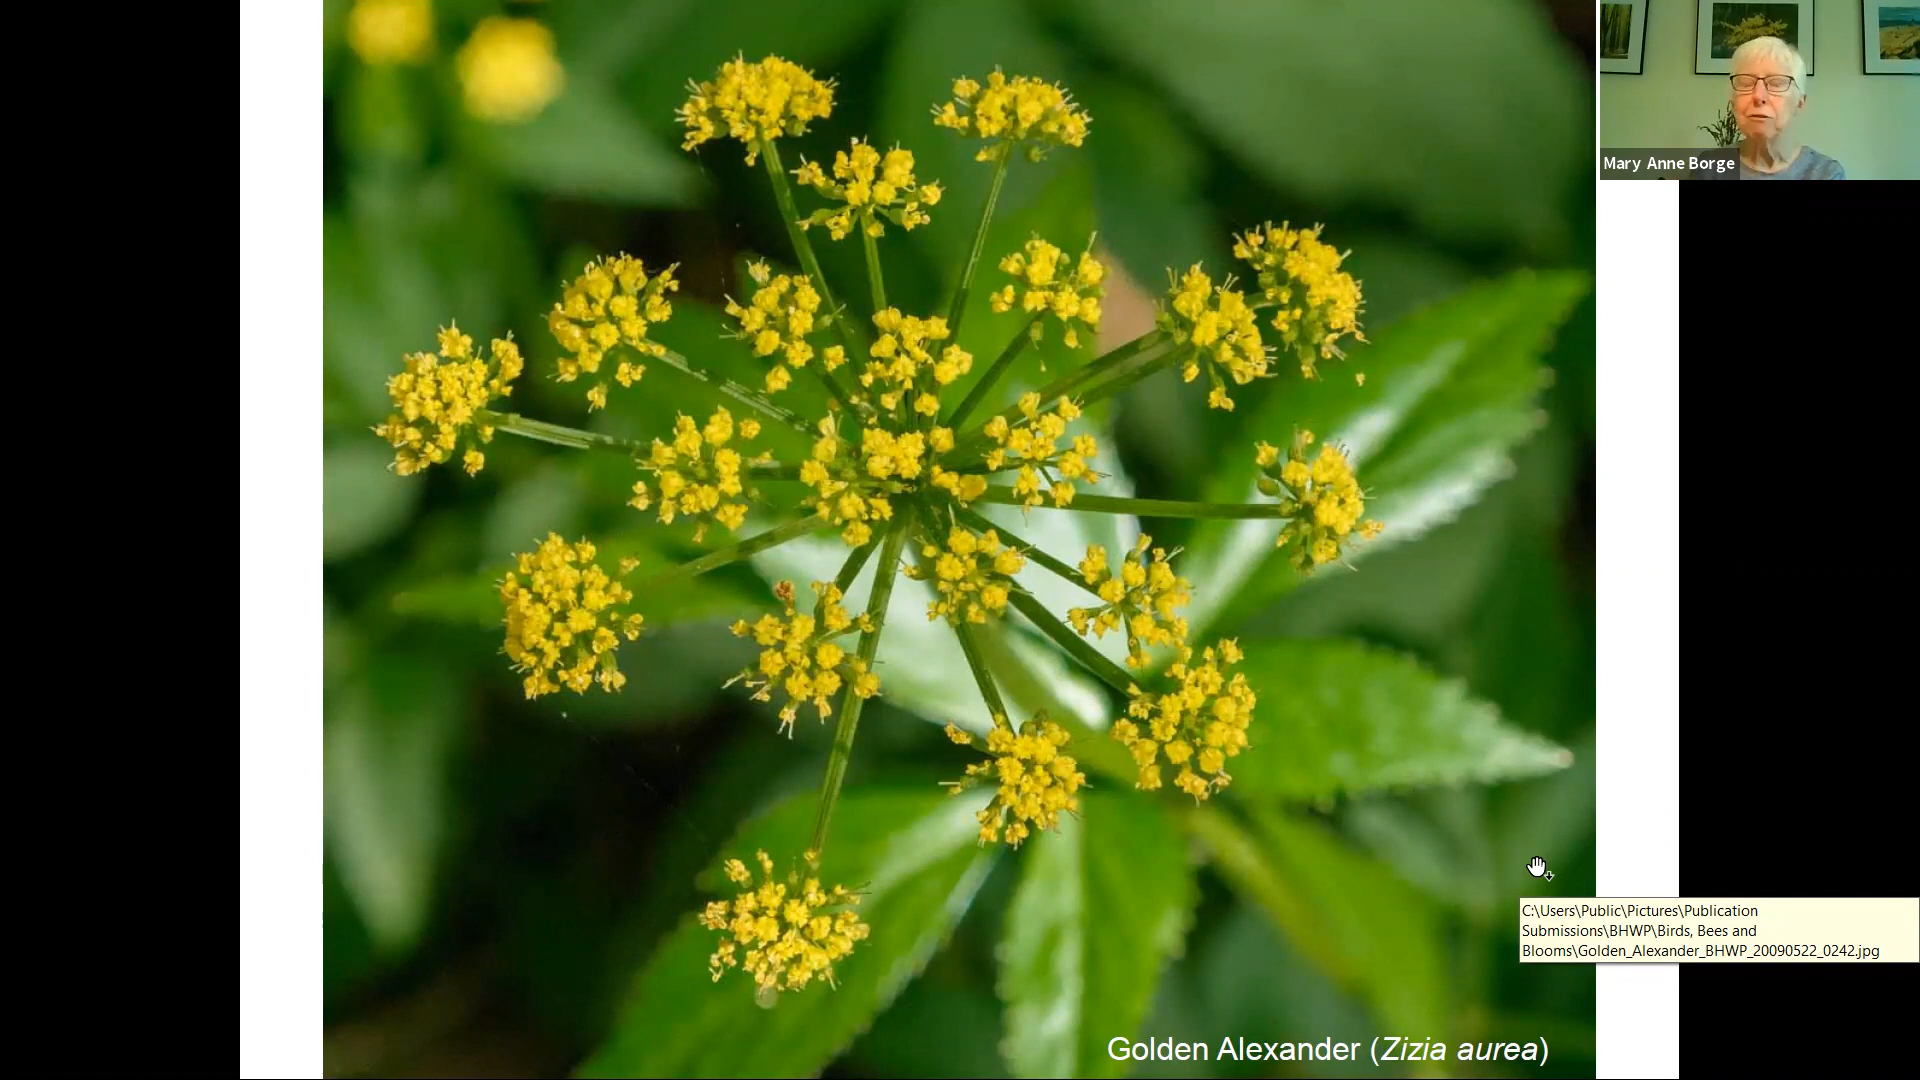 Mary Anne Borge
C:\Users\Public\Pictures\Publication
Submissions\BHWP\Birds, Bees and
Blooms\Golden_Alexander_BHWP_20090522_0242.jpg
Golden Alexander (Zizia aurea)